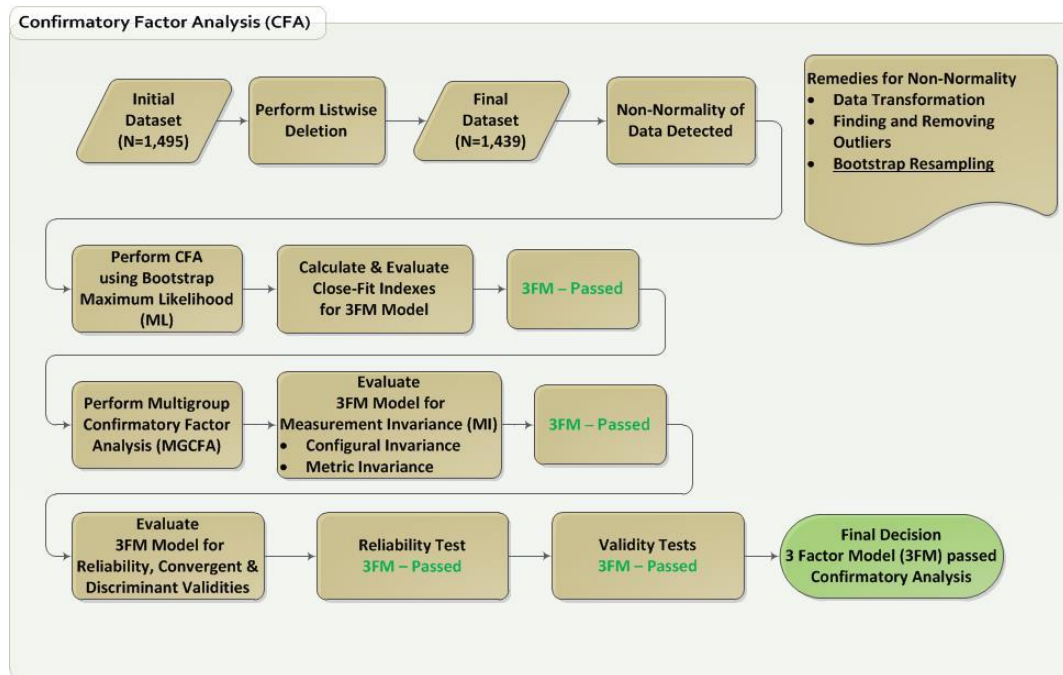 Confirmatory Factor Analysis (CFA)
Initial
Dataset
(N=1,495)
Perform Listwise
Deletion
Final
Dataset
(N=1,439)
Non-Normality of
Data Detected
Remedies for Non-Normality
• Data Transformation
• Finding and Removing
Outliers
• Bootstrap Resampling
Perform CFA
using Bootstrap
Maximum Likelihood
(ML)
Calculate & Evaluate
Close-Fit Indexes
for 3FM Model
3FM – Passed
Perform Multigroup
Confirmatory Factor
Analysis (MGCFA)
Evaluate
3FM Model for
Measurement Invariance (MI)
• Configural Invariance
• Metric Invariance
3FM – Passed
Evaluate
3FM Model for
Reliability, Convergent &
Discriminant Validities
Reliability Test
3FM – Passed
Validity Tests
3FM – Passed
Final Decision
3 Factor Model (3FM) passed
Confirmatory Analysis